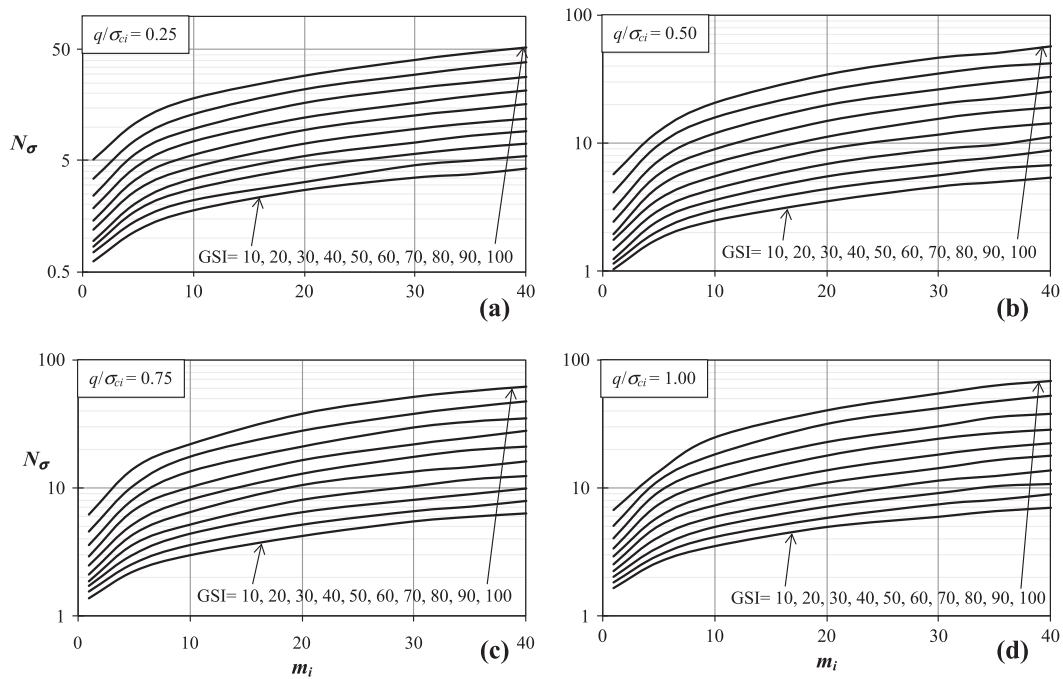 q/σci = 0.25
50
Nσ
5
GSI= 10, 20, 30, 40, 50, 60, 70, 80, 90, 100
0.5
0 10 20 30 40
(a)
100
q/σci = 0.50
10
GSI= 10, 20, 30, 40, 50, 60, 70, 80, 90, 100
1
0 10 20 30 40
(b)
100
q/σci = 0.75
Nσ
10
GSI= 10, 20, 30, 40, 50, 60, 70, 80, 90, 100
1
0 10 20 30 40
(c)
mi
100
q/σci = 1.00
10
GSI= 10, 20, 30, 40, 50, 60, 70, 80, 90, 100
1
0 10 20 30 40
(d)
mi